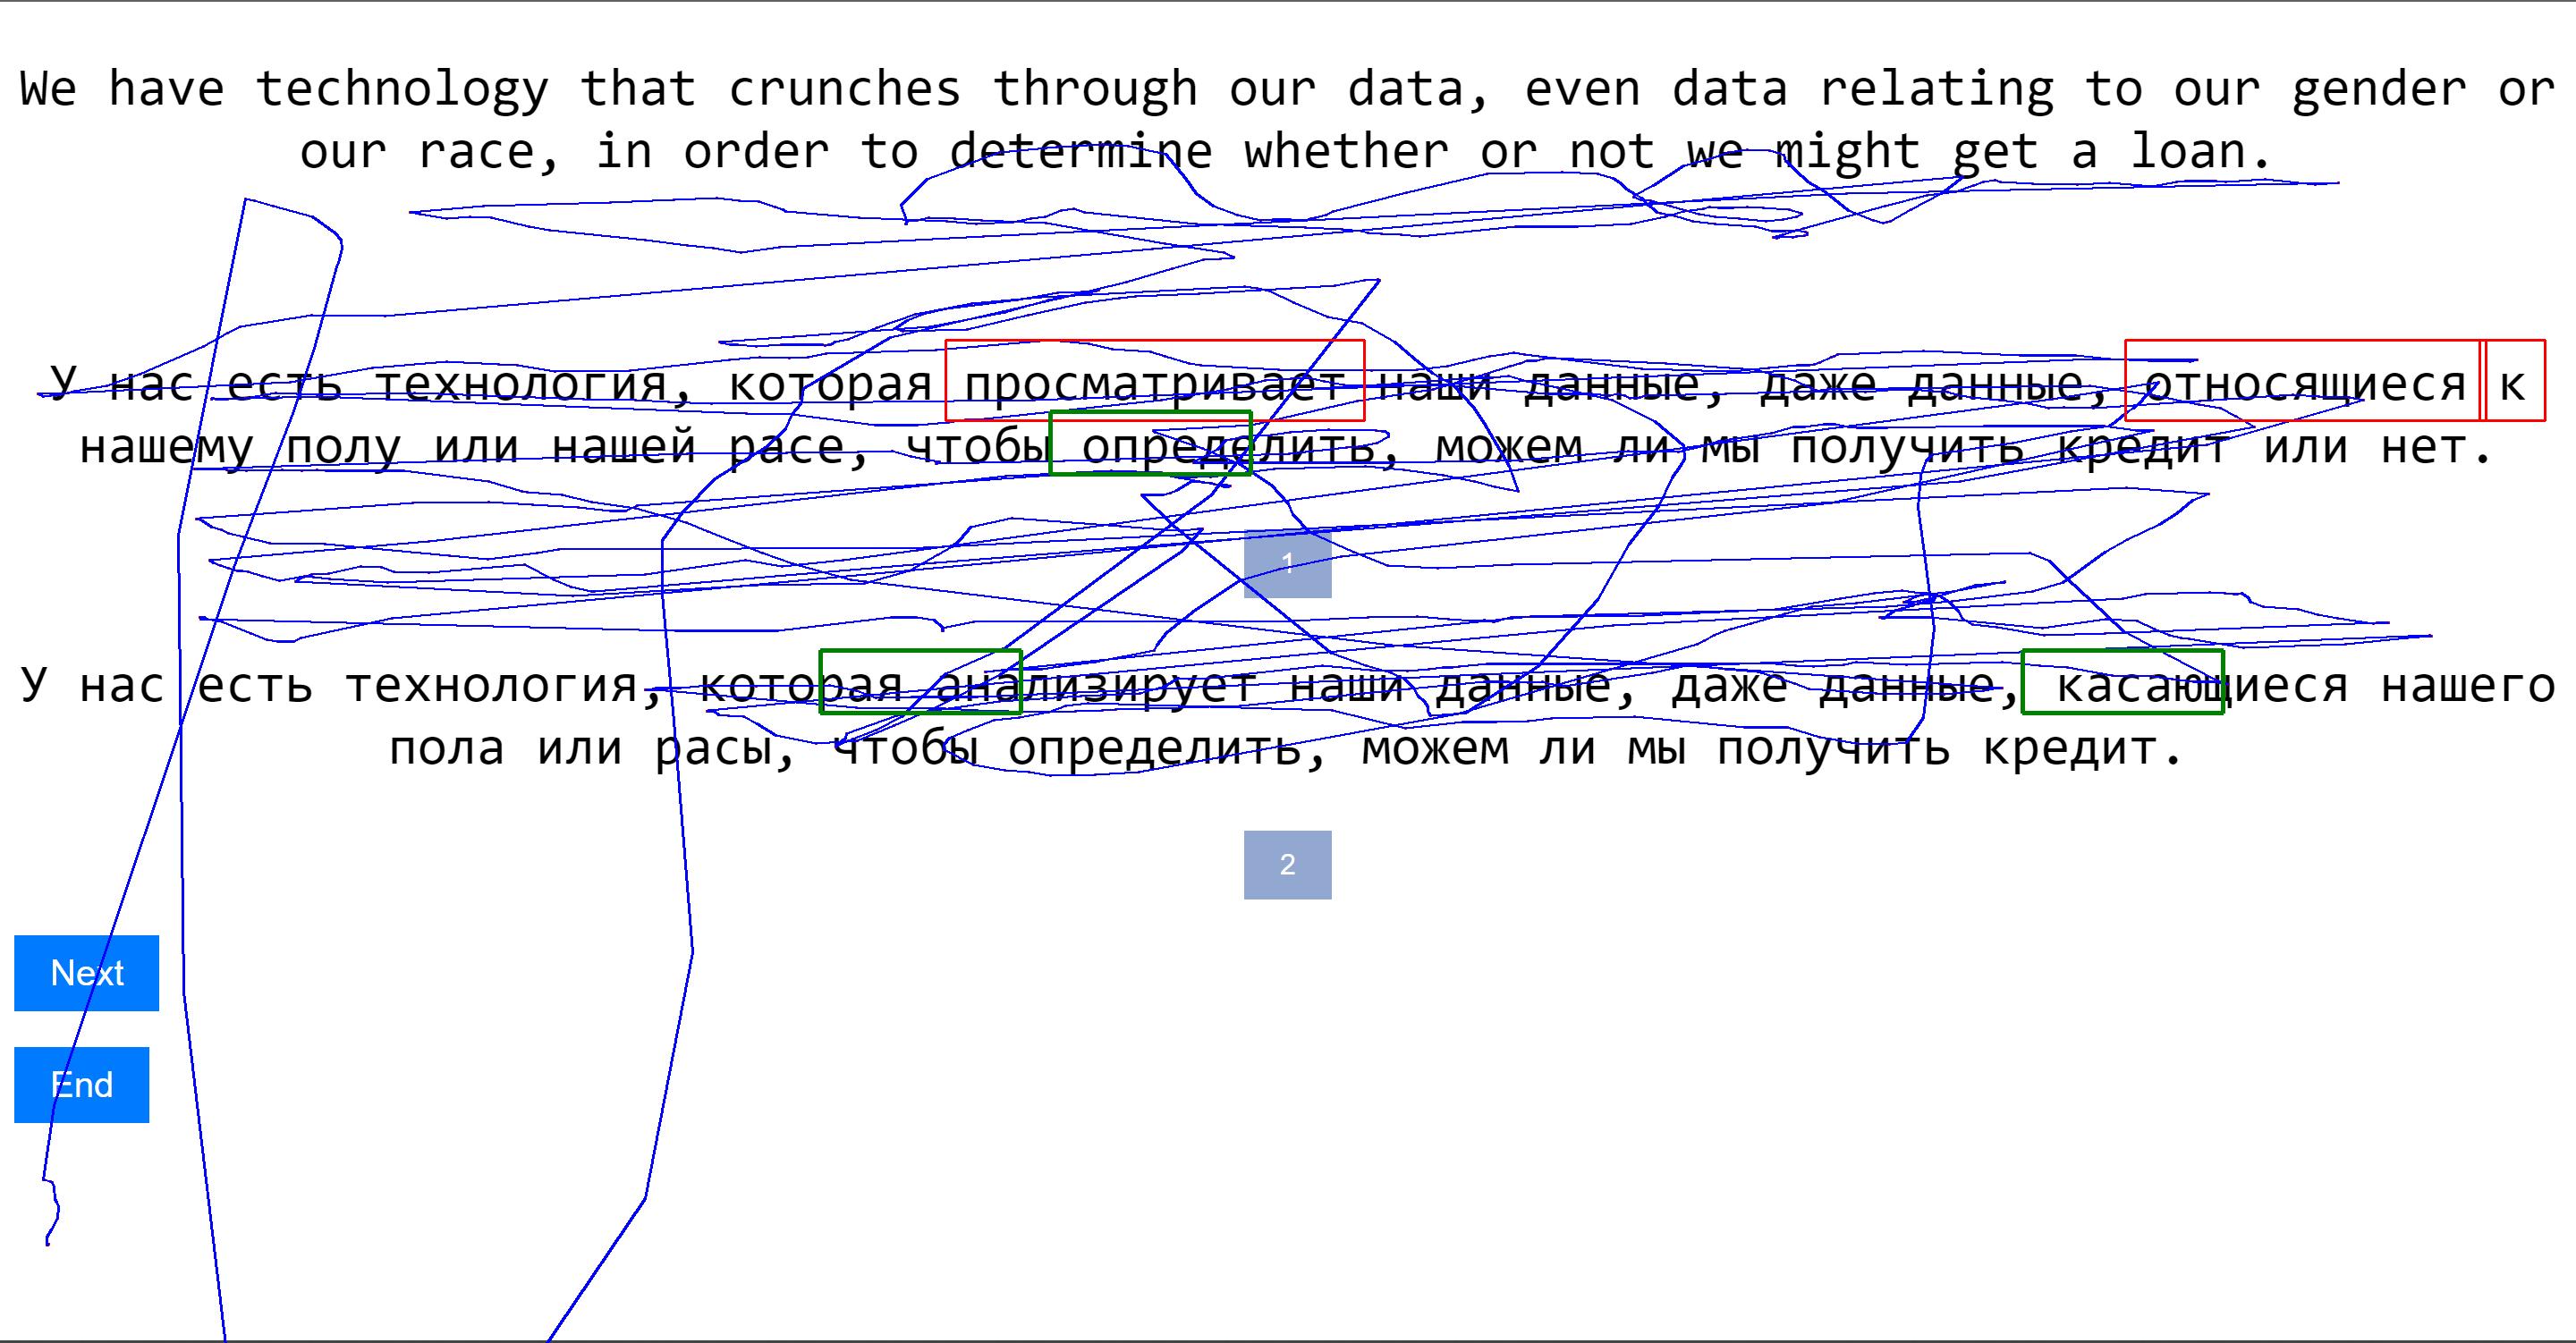 We have technology that crunches through our data, even data relating to our gender or
our race, in order to determine whether or not we might get a loan.
У нас есть технология, которая просматривает наши данные, даже данные, относящиеся к
нашему полу или нашей расе, чтобы определить, можем ли мы получить кредит или нет.
1
У нас есть технология, которая анализирует наши данные, даже данные, касающиеся нашего
пола или расы, чтобы определить, можем ли мы получить кредит.
2
Next
End